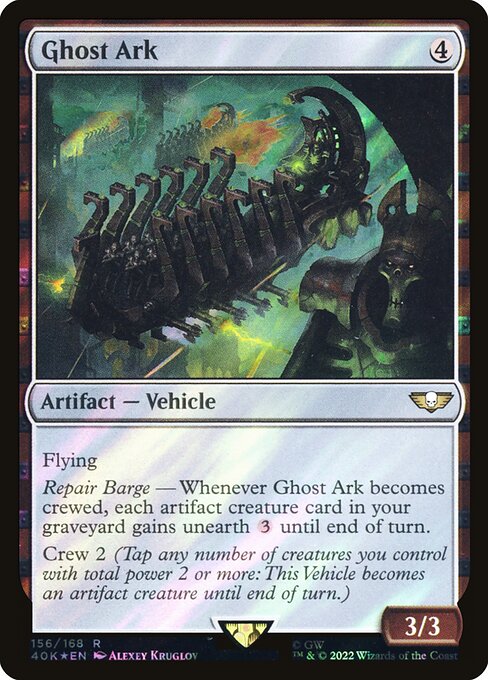 Ghost Ark 4
Artifact — Vehicle
Flying
Repair Barge — Whenever Ghost Ark becomes
crewed, each artifact creature card in your
graveyard gains unearth 3 until end of turn.
Crew 2 (Tap any number of creatures you control
with total power 2 or more: This Vehicle becomes
an artifact creature until end of turn.)
3/3
156/168 R
40K★EN Alexey Kruglov
© GW
™ & © 2022 Wizards of the Coast